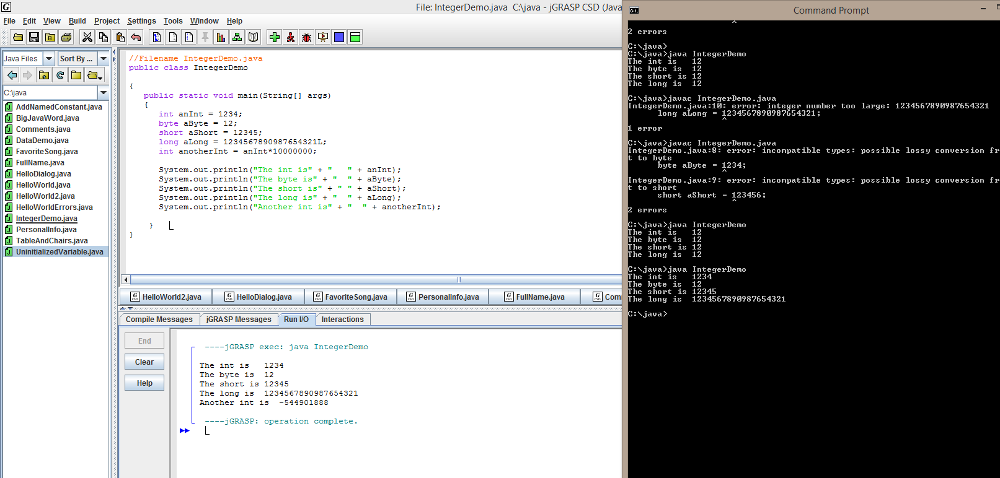 File: IntegerDemo.java  C:\java - jGRASP CSD (Java
File Edit View Build Project Settings Tools Window Help
Java Files
Sort By ...
C:\java
AddNamedConstant.java
BigJavaWord.java
Comments.java
DataDemo.java
FavoriteSong.java
FullName.java
HelloDialog.java
HelloWorld.java
HelloWorld2.java
HelloWorldErrors.java
IntegerDemo.java
PersonalInfo.java
TableAndChairs.java
UninitializedVariable.java
//Filename IntegerDemo.java
public class IntegerDemo
{
public static void main(String[] args)
{
int anInt = 1234;
byte aByte = 12;
short aShort = 12345;
long aLong = 1234567890987654321L;
int anotherInt = anInt*10000000;
System.out.println("The int is" + "   " + anInt);
System.out.println("The byte is" + "  " + aByte);
System.out.println("The short is" + " " + aShort);
System.out.println("The long is" + "  " + aLong);
System.out.println("Another int is" + "  " + anotherInt);
}
}
HelloWorld2.java HelloDialog.java FavoriteSong.java PersonalInfo.java FullName.java Com
Compile Messages jGRASP Messages Run I/O Interactions
End
Clear
Help
----jGRASP exec: java IntegerDemo
The int is   1234
The byte is  12
The short is 12345
The long is  1234567890987654321
Another int is  -544901888
----jGRASP: operation complete.
Command Prompt
^
2 errors
C:\java>
C:\java>java IntegerDemo
The int is   12
The byte is  12
The short is 12
The long is  12
C:\java>javac IntegerDemo.java
IntegerDemo.java:10: error: integer number too large: 1234567890987654321
long aLong = 1234567890987654321;
^
1 error
C:\java>javac IntegerDemo.java
IntegerDemo.java:8: error: incompatible types: possible lossy conversion fr
t to byte
byte aByte = 1234;
^
IntegerDemo.java:9: error: incompatible types: possible lossy conversion fr
t to short
short aShort = 123456;
^
2 errors
C:\java>java IntegerDemo
The int is   12
The byte is  12
The short is 12
The long is  12
C:\java>java IntegerDemo
The int is   1234
The byte is  12
The short is 12345
The long is  1234567890987654321
C:\java>